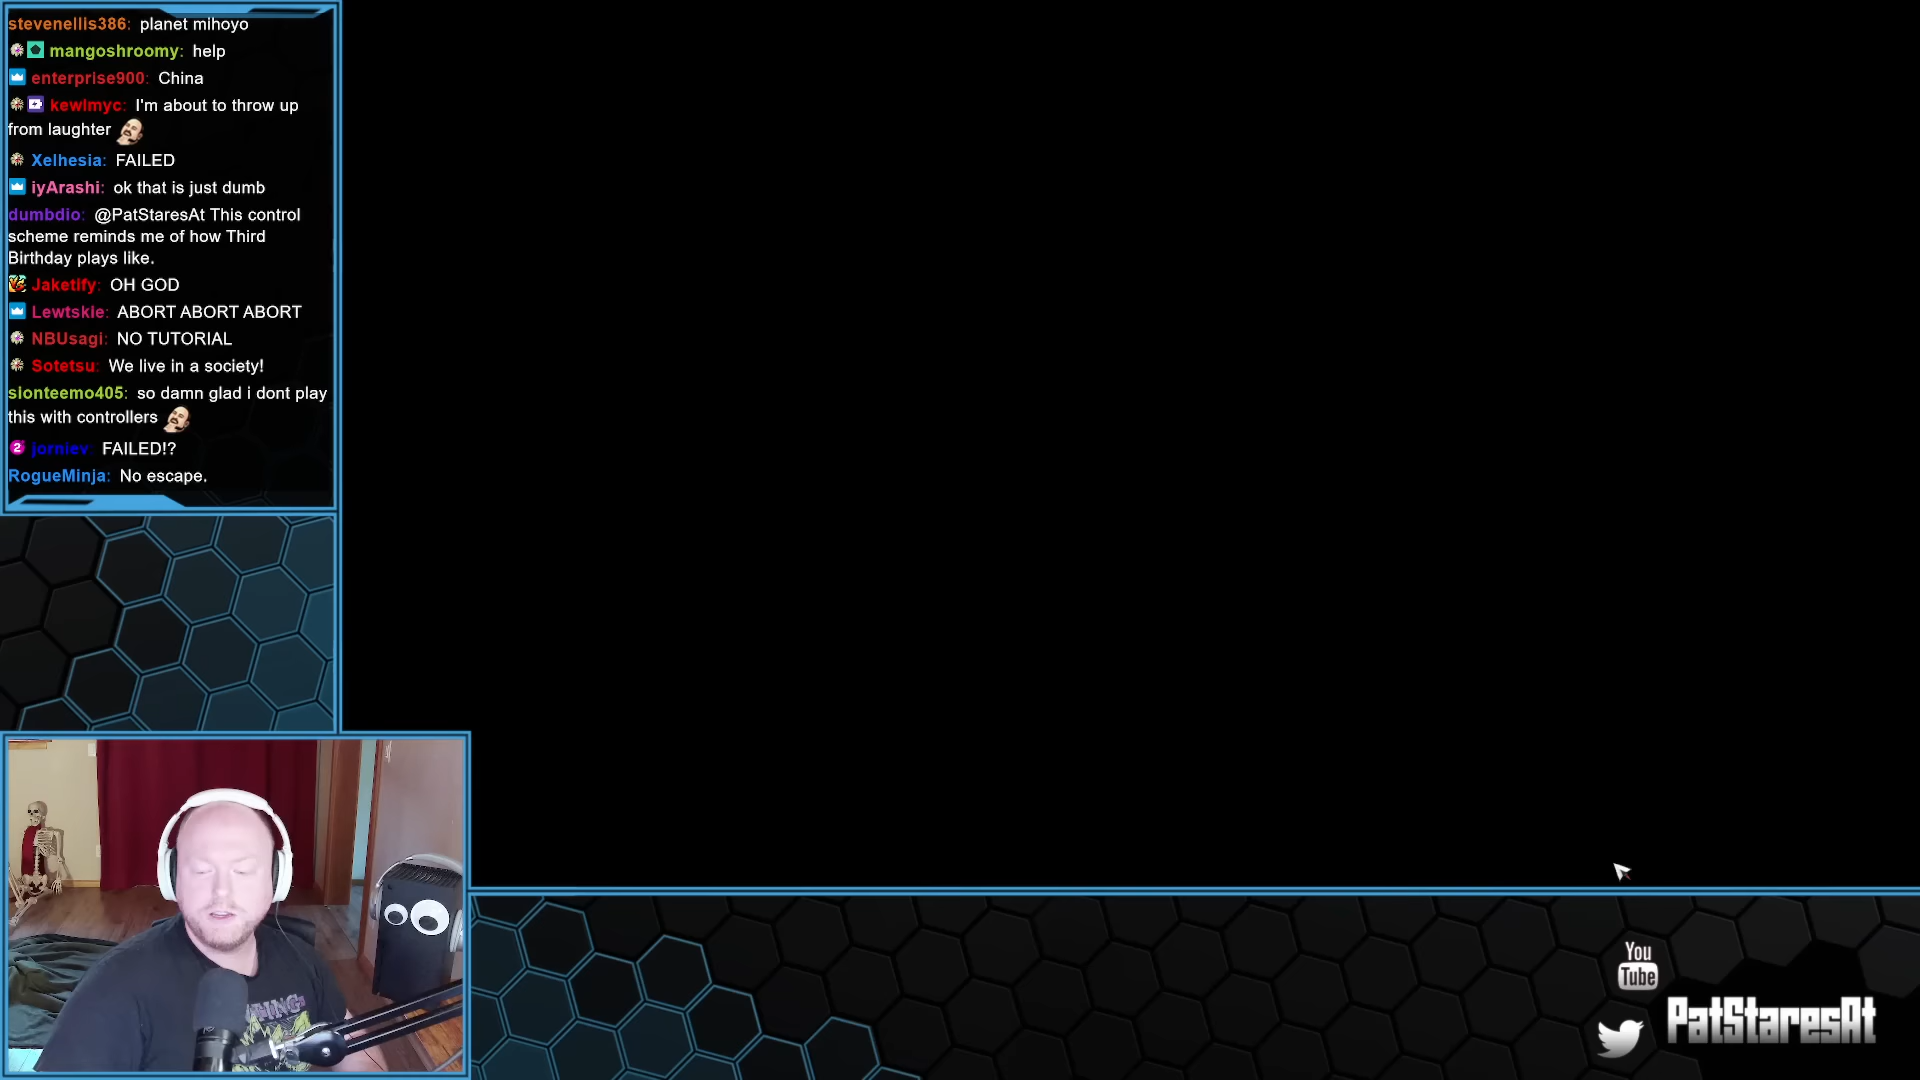 stevenellis386: planet mihoyo
mangoshroomy: help
enterprise900: China
kewlmyc: I'm about to throw up
from laughter
Xelhesia: FAILED
iyArashi: ok that is just dumb
dumbdio: @PatStaresAt This control
scheme reminds me of how Third
Birthday plays like.
Jaketify: OH GOD
Lewtskie: ABORT ABORT ABORT
NBUsagi: NO TUTORIAL
Sotetsu: We live in a society!
sionteemo405: so damn glad i dont play
this with controllers
2 jorniev: FAILED!?
RogueMinja: No escape.
You
Tube
PatStaresAt